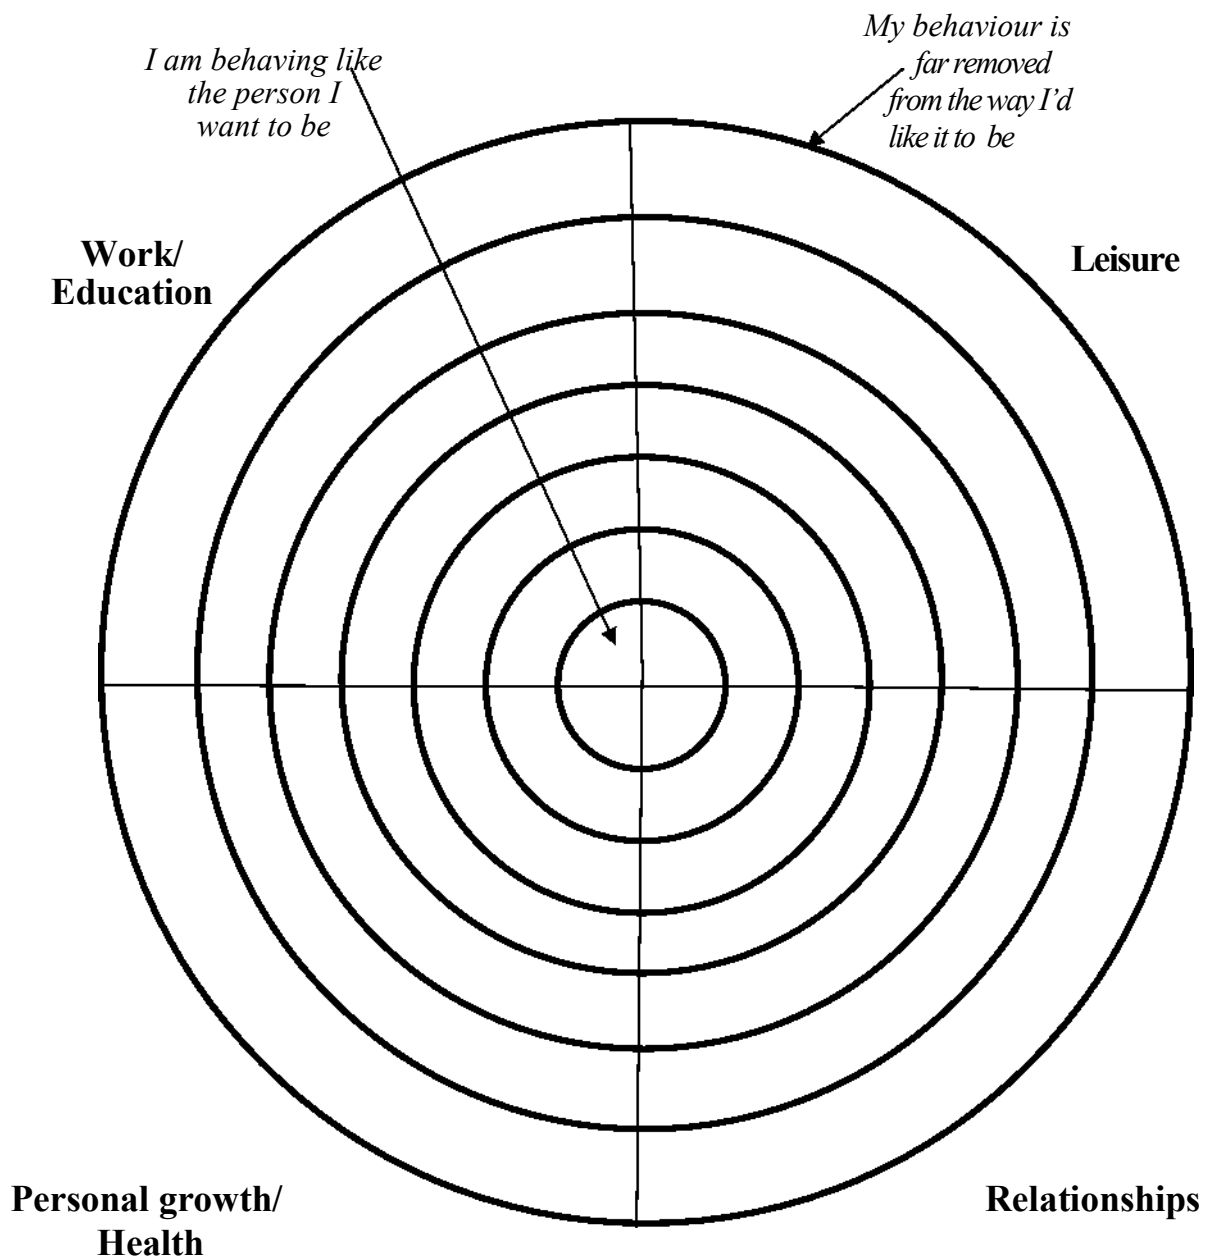 I am behaving like
the person I
want to be
My behaviour is
far removed
from the way I'd
like it to be
Work/
Education
Leisure
Personal growth/
Health
Relationships